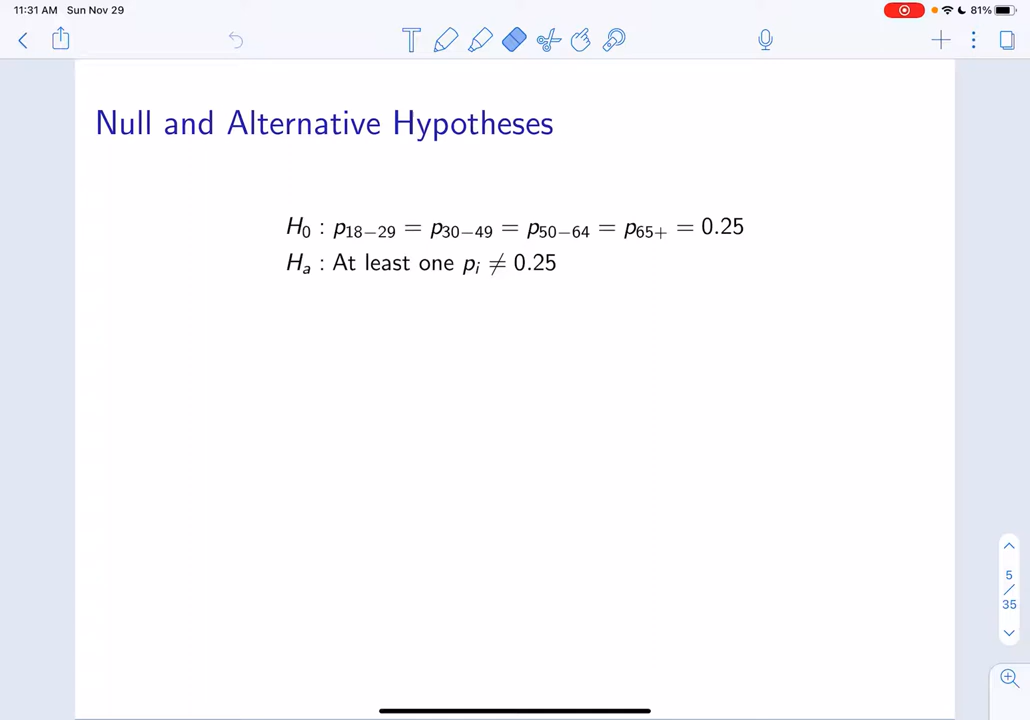 11:31 AM Sun Nov 29 81%
T
Null and Alternative Hypotheses
H₀ : p₁₈₋₂₉ = p₃₀₋₄₉ = p₅₀₋₆₄ = p₆₅₊ = 0.25
Hₐ : At least one pᵢ ≠ 0.25
5
/
35